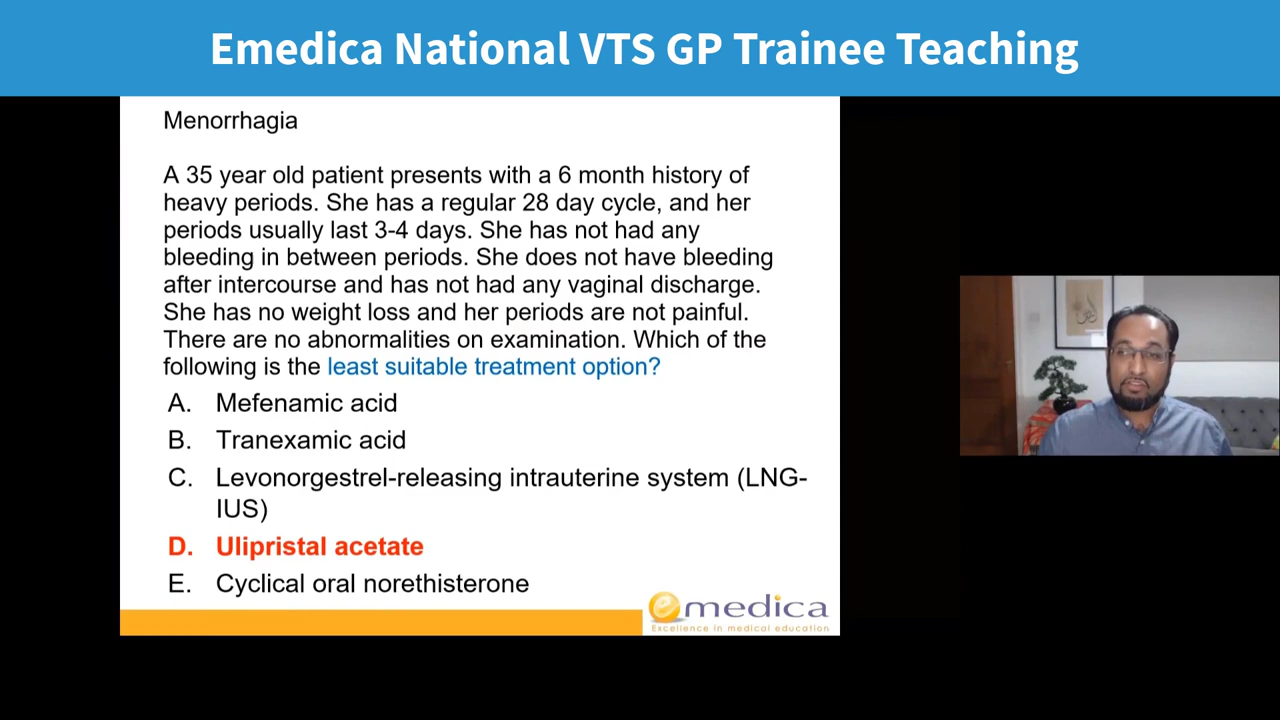 Emedica National VTS GP Trainee Teaching
Menorrhagia
A 35 year old patient presents with a 6 month history of
heavy periods. She has a regular 28 day cycle, and her
periods usually last 3-4 days. She has not had any
bleeding in between periods. She does not have bleeding
after intercourse and has not had any vaginal discharge.
She has no weight loss and her periods are not painful.
There are no abnormalities on examination. Which of the
following is the least suitable treatment option?
A. Mefenamic acid
B. Tranexamic acid
C. Levonorgestrel-releasing intrauterine system (LNG-
IUS)
D. Ulipristal acetate
E. Cyclical oral norethisterone
emedica
Excellence in medical education